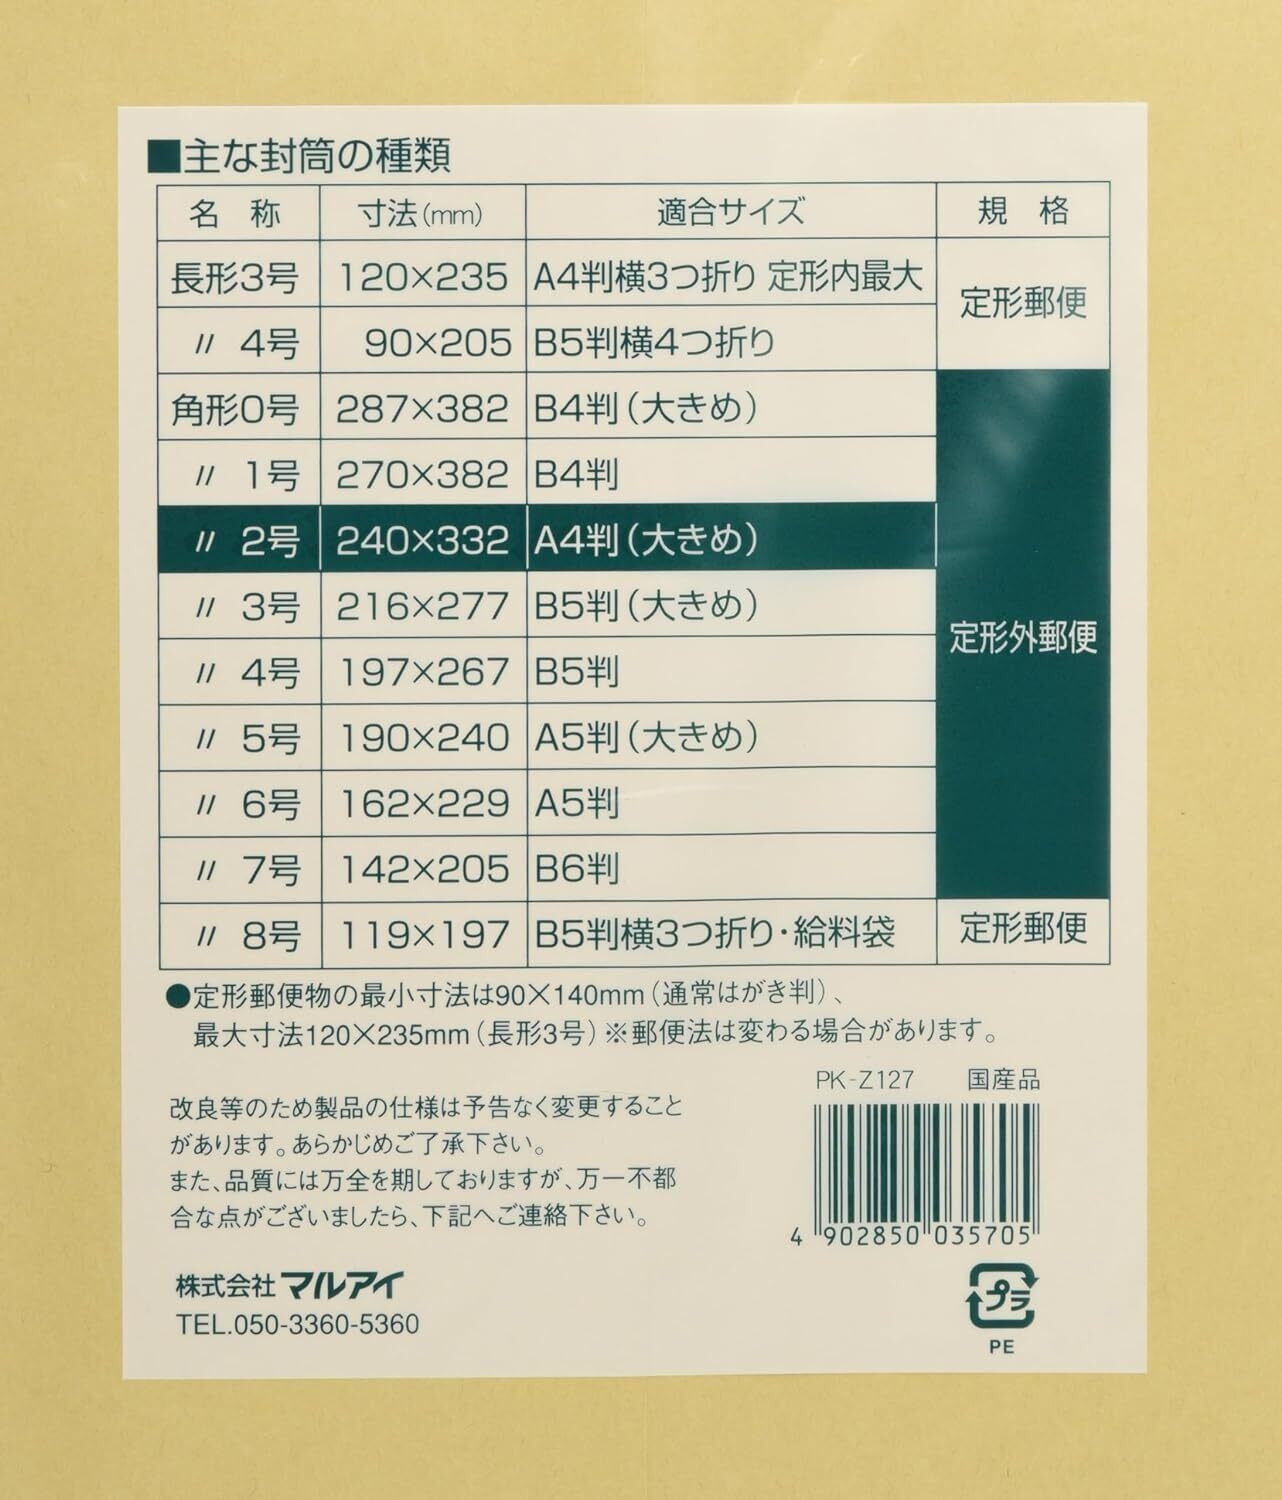 ■主な封筒の種類
名 称 寸法(mm) 適合サイズ 規 格
長形3号 120×235 A4判横3つ折り 定形内最大 定形郵便
〃 4号 90×205 B5判横4つ折り
角形0号 287×382 B4判(大きめ) 定形外郵便
〃 1号 270×382 B4判
〃 2号 240×332 A4判(大きめ)
〃 3号 216×277 B5判(大きめ)
〃 4号 197×267 B5判
〃 5号 190×240 A5判(大きめ)
〃 6号 162×229 A5判
〃 7号 142×205 B6判
〃 8号 119×197 B5判横3つ折り・給料袋 定形郵便
●定形郵便物の最小寸法は90×140mm(通常はがき判)、
最大寸法120×235mm(長形3号)※郵便法は変わる場合があります。
PK-Z127 国産品
改良等のため製品の仕様は予告なく変更すること
があります。あらかじめご了承下さい。
また、品質には万全を期しておりますが、万一不都
合な点がございましたら、下記へご連絡下さい。
4 902850 035705
株式会社マルアイ
TEL.050-3360-5360
プラ
PE